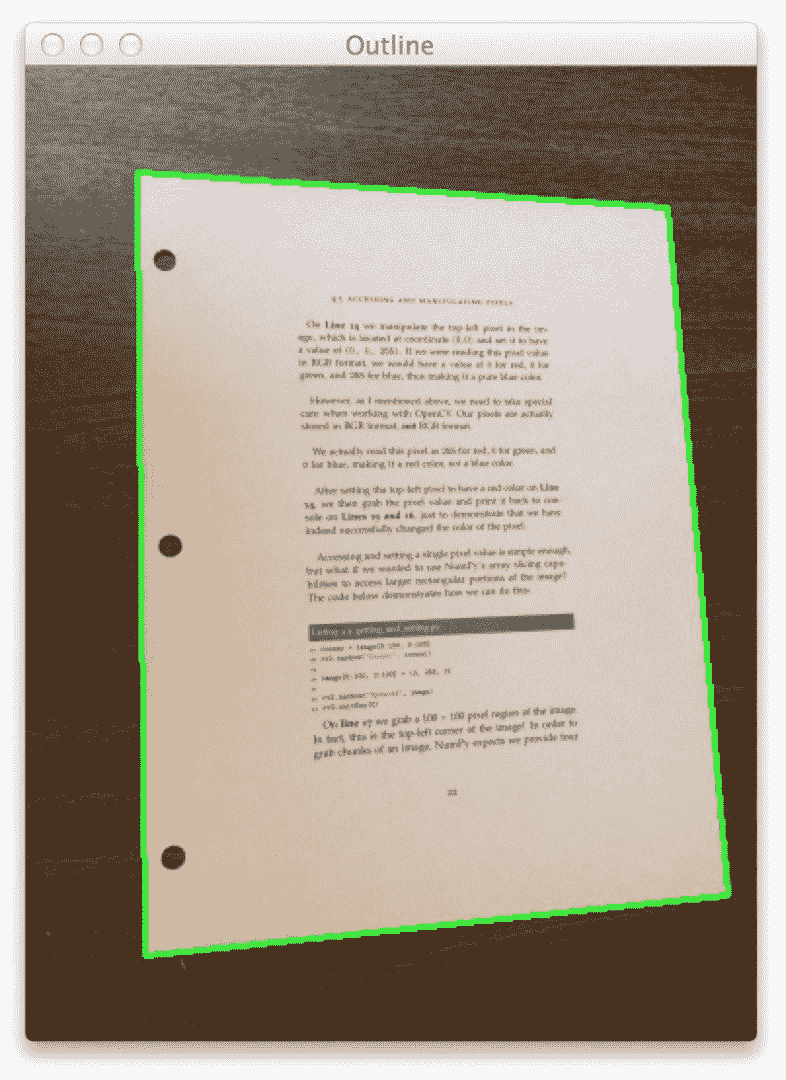 Outline
4.3 ACCESSING AND MANIPULATING PIXELS
On Line 14 we manipulate the top-left pixel in the im-
age, which is located at coordinate (0,0) and set it to have
a value of (0, 0, 255). If we were reading this pixel value
in RGB format, we would have a value of 0 for red, 0 for
green, and 255 for blue, thus making it a pure blue color.
However, as I mentioned above, we need to take special
care when working with OpenCV. Our pixels are actually
stored in BGR format, not RGB format.
We actually read this pixel as 255 for red, 0 for green, and
0 for blue, making it a red color, not a blue color.
After setting the top-left pixel to have a red color on Line
14, we then grab the pixel value and print it back to con-
sole on Lines 15 and 16, just to demonstrate that we have
indeed successfully changed the color of the pixel.
Accessing and setting a single pixel value is simple enough,
but what if we wanted to use NumPy's array slicing capa-
bilities to access larger rectangular portions of the image?
The code below demonstrates how we can do this:
On line 17 we grab a 100 × 100 pixel region of the image.
In fact, this is the top-left corner of the image! In order to
grab chunks of an image, NumPy expects we provide four
22